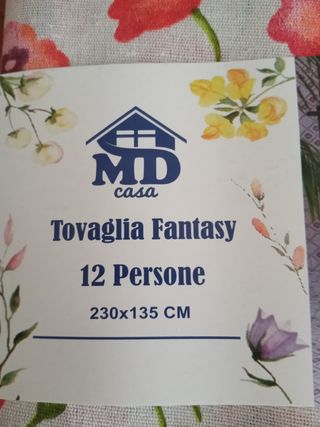 MD
casa
Tovaglia Fantasy
12 Persone
230x135 CM